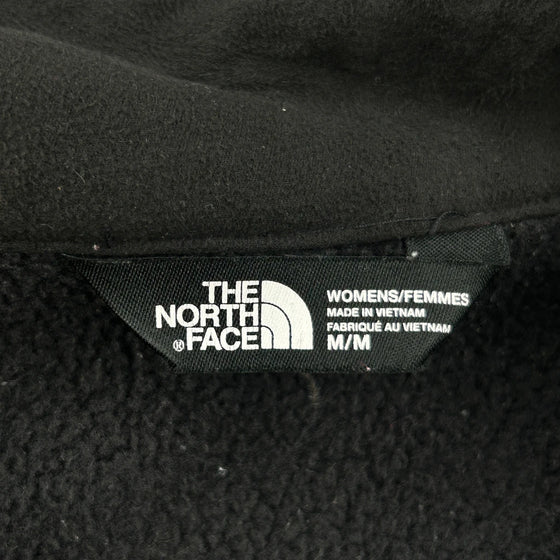 THE
NORTH
FACE
®
WOMENS/FEMMES
MADE IN VIETNAM
FABRIQUÉ AU VIETNAM
M/M